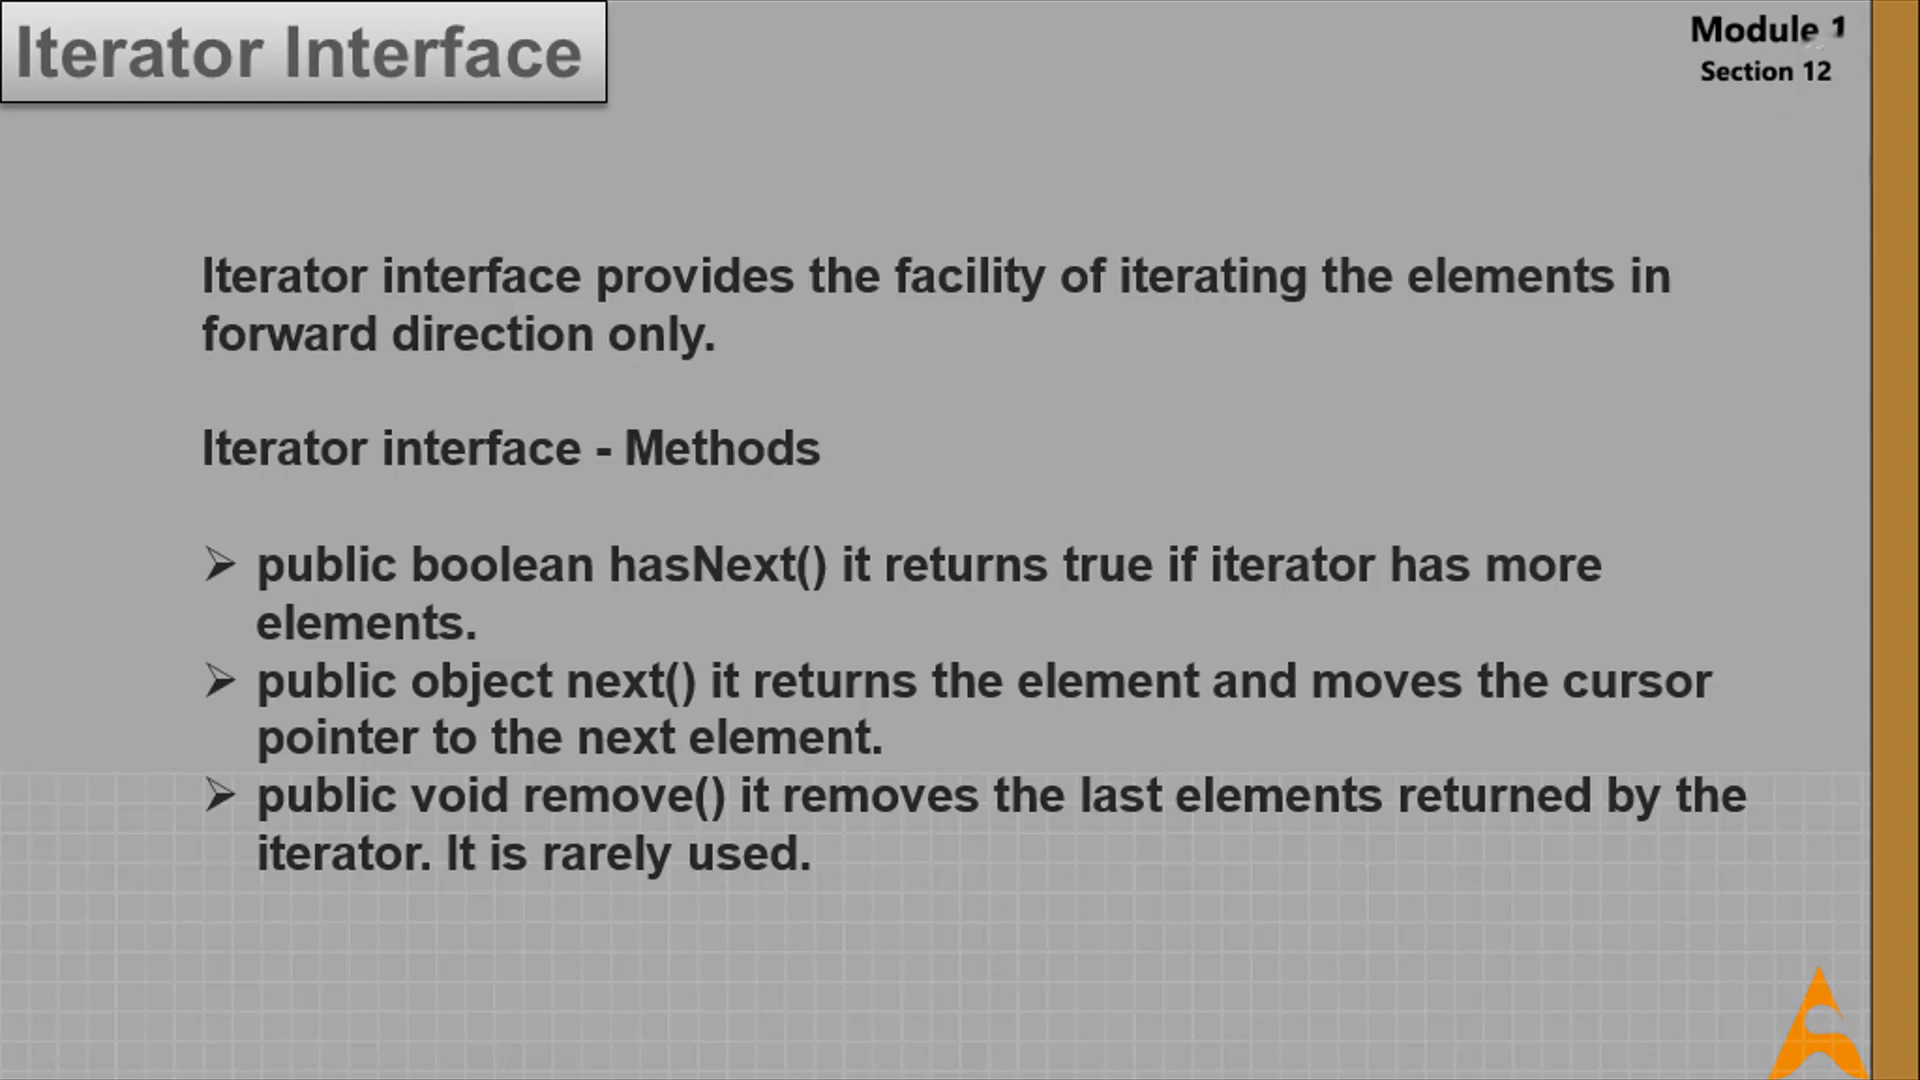 Iterator Interface
Module 1
Section 12
Iterator interface provides the facility of iterating the elements in
forward direction only.
Iterator interface - Methods
➢ public boolean hasNext() it returns true if iterator has more
elements.
➢ public object next() it returns the element and moves the cursor
pointer to the next element.
➢ public void remove() it removes the last elements returned by the
iterator. It is rarely used.